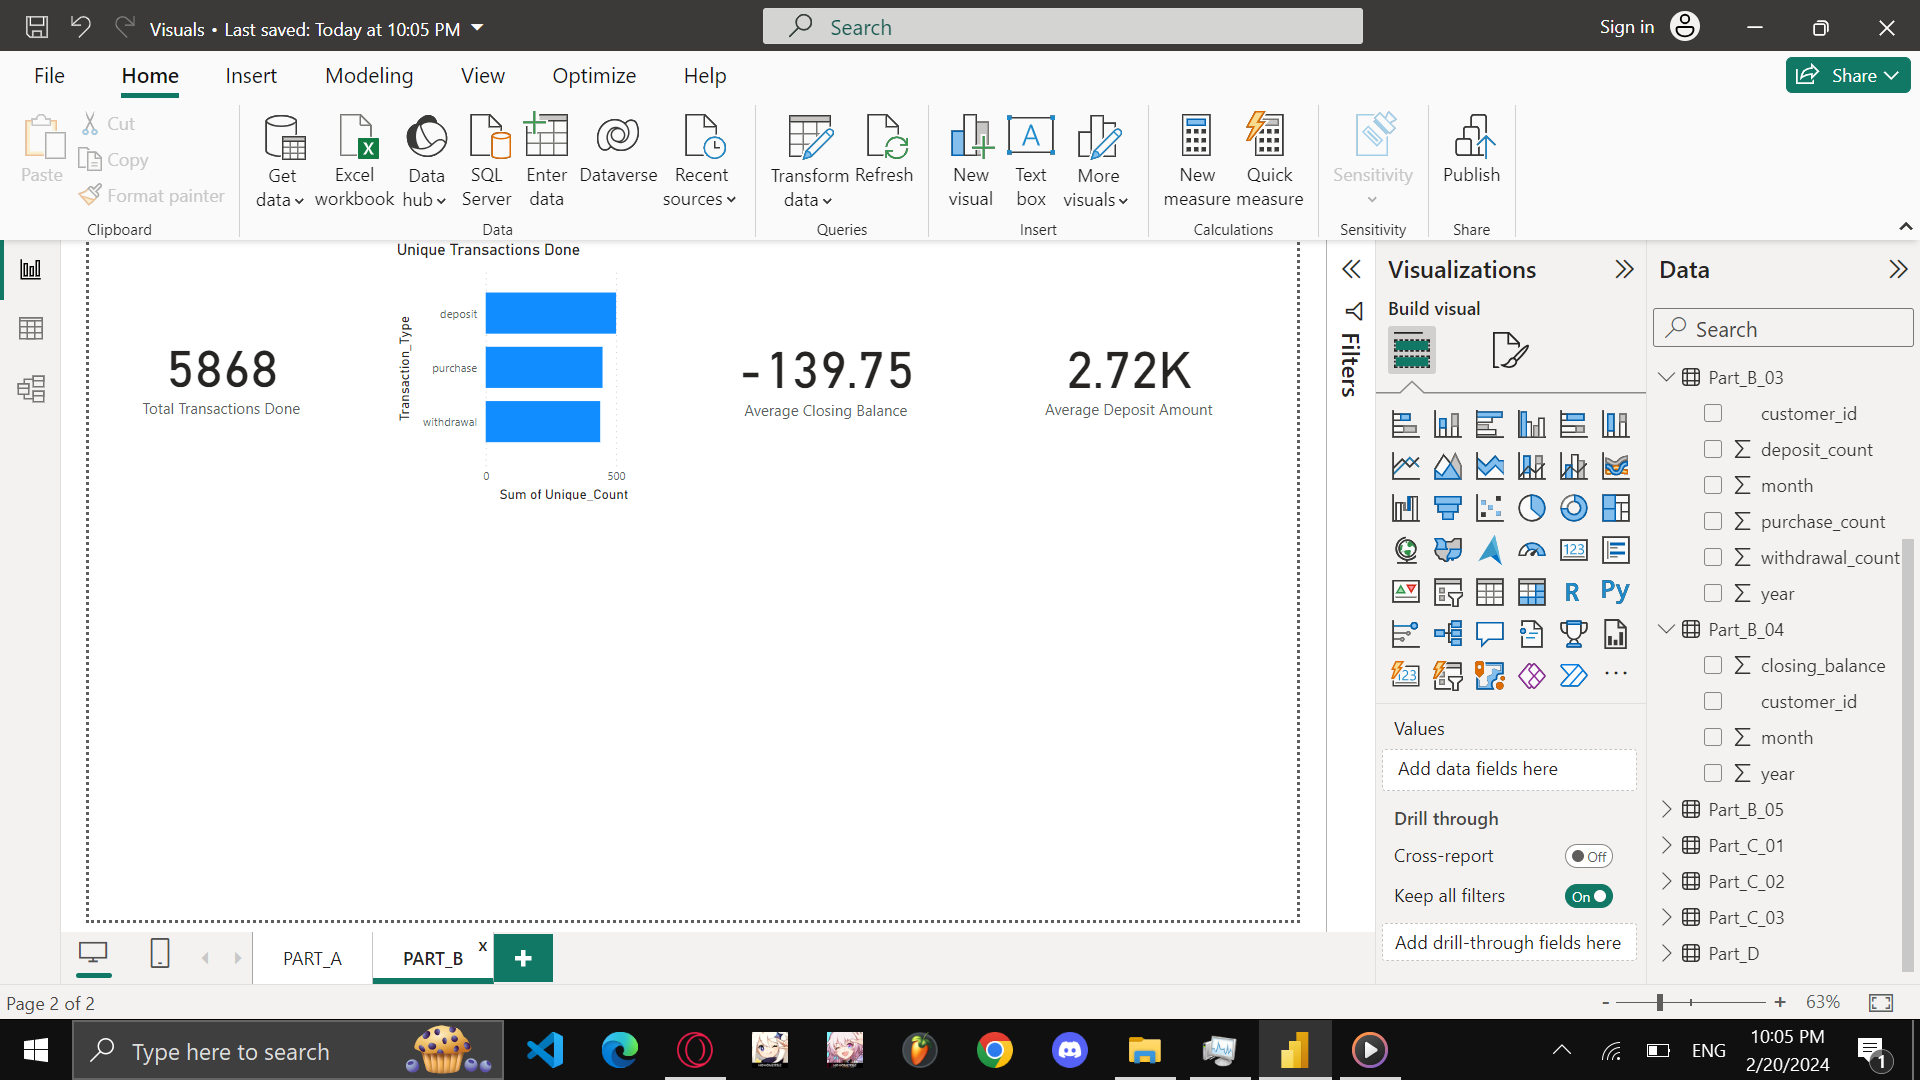 Visuals • Last saved: Today at 10:05 PM
Search
Sign in
File
Home
Insert
Modeling
View
Optimize
Help
Share
Paste
Cut
Copy
Format painter
Clipboard
Get data
Excel workbook
Data hub
SQL Server
Enter data
Dataverse
Recent sources
Data
Transform data
Refresh
Queries
New visual
A
Text box
More visuals
Insert
New measure
Quick measure
Calculations
Sensitivity
Sensitivity
Publish
Share
Unique Transactions Done
Transaction_Type
deposit
purchase
withdrawal
0
500
Sum of Unique_Count
5868
Total Transactions Done
-139.75
Average Closing Balance
2.72K
Average Deposit Amount
Filters
Visualizations
Build visual
123
R
Py
123
Values
Add data fields here
Drill through
Cross-report
Off
Keep all filters
On
Add drill-through fields here
Data
Search
Part_B_03
customer_id
deposit_count
month
purchase_count
withdrawal_count
year
Part_B_04
closing_balance
customer_id
month
year
Part_B_05
Part_C_01
Part_C_02
Part_C_03
Part_D
PART_A
PART_B
x
+
Page 2 of 2
-
+
63%
Type here to search
ENG
10:05 PM
2/20/2024
1